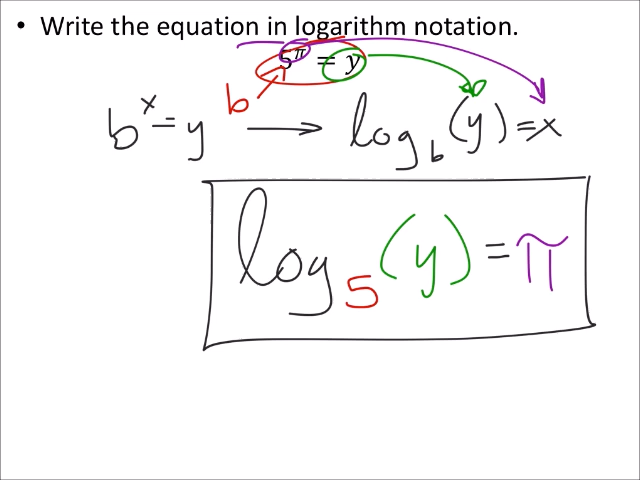 • Write the equation in logarithm notation.
5^π = y
b
b^x = y → log_b (y) = x
log_5 (y) = π